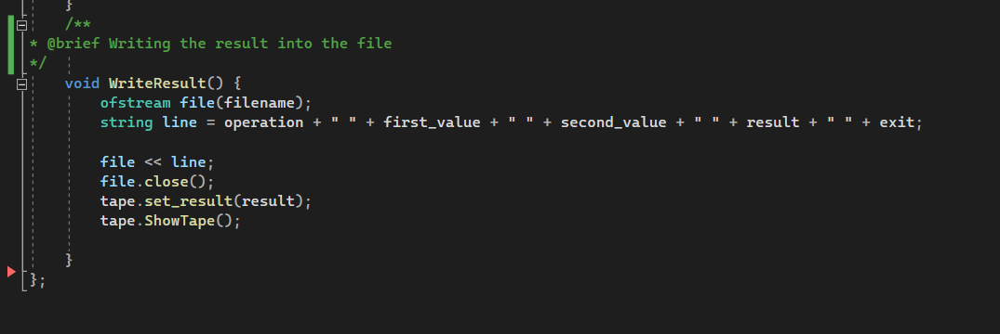 }
/**
* @brief Writing the result into the file
*/
void WriteResult() {
ofstream file(filename);
string line = operation + " " + first_value + " " + second_value + " " + result + " " + exit;
file << line;
file.close();
tape.set_result(result);
tape.ShowTape();
}
};